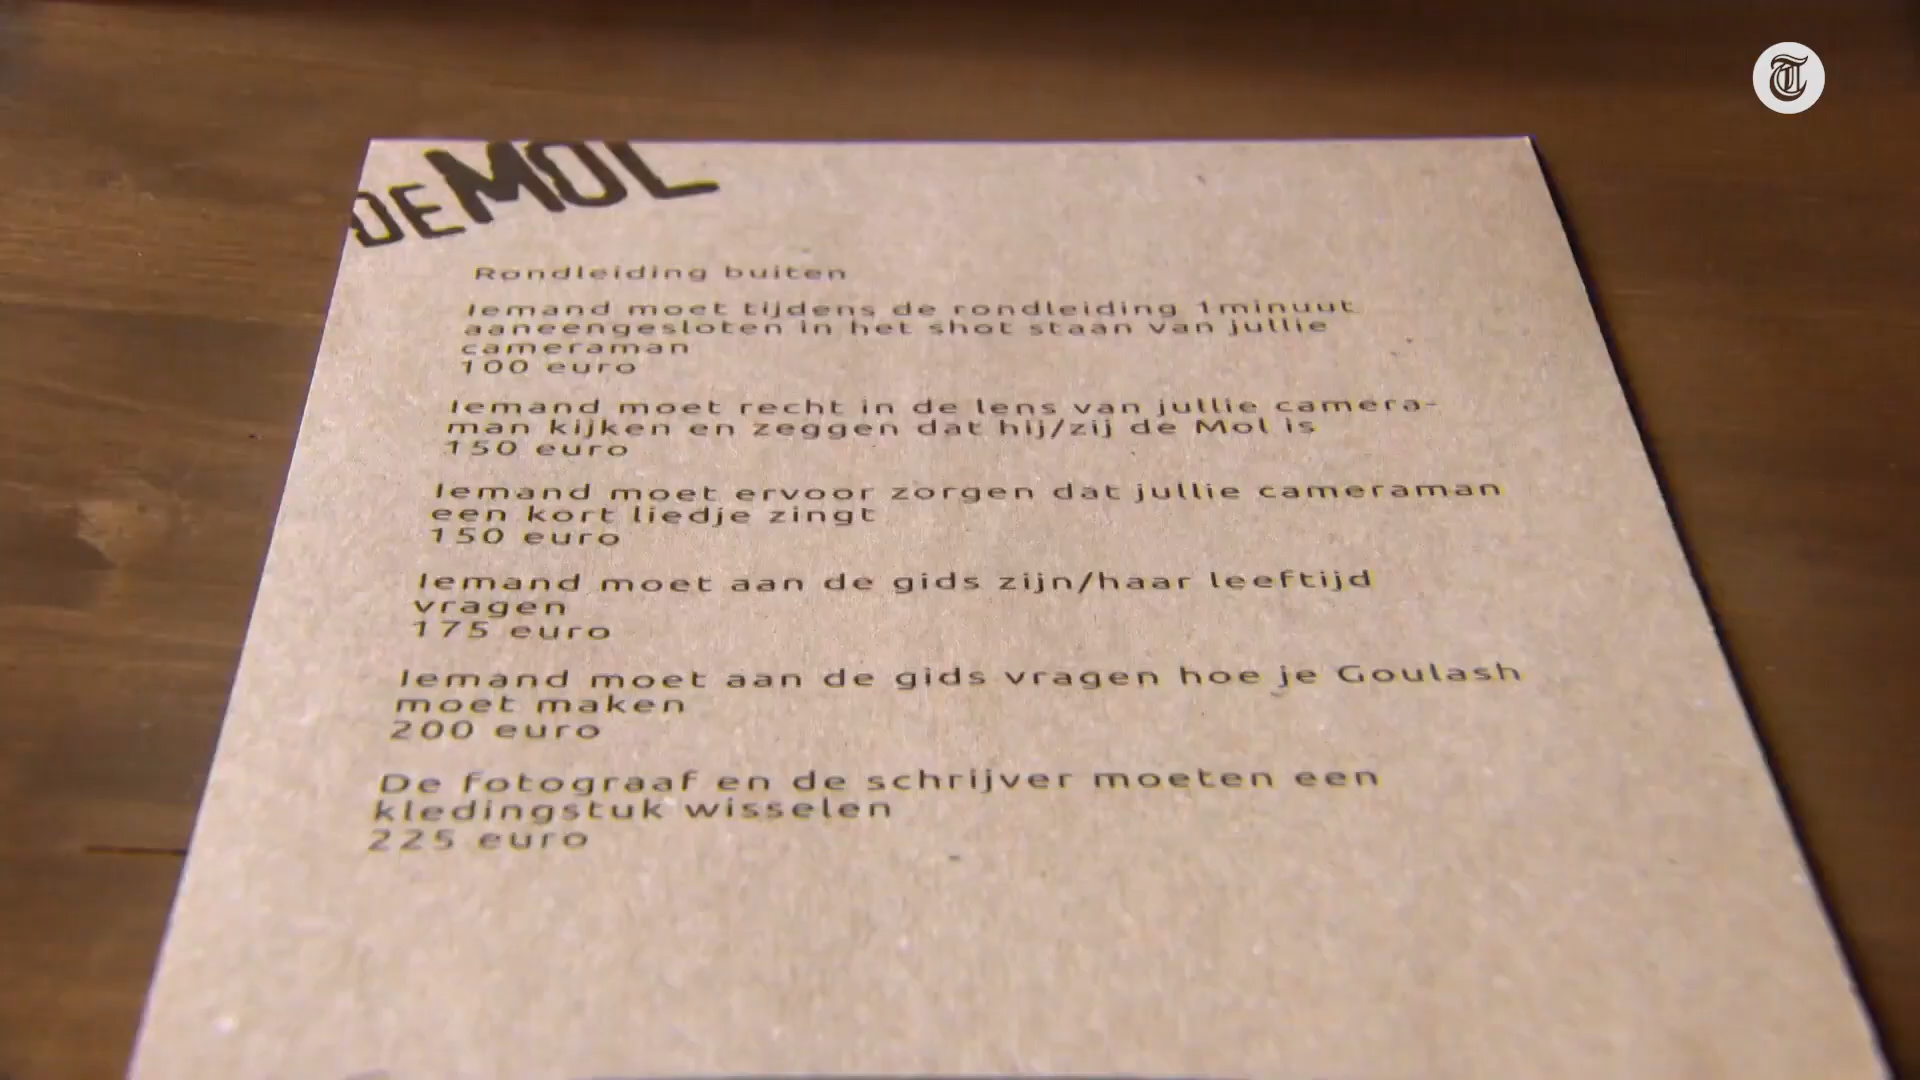 DE MOL
Rondleiding buiten
Iemand moet tijdens de rondleiding 1 minuut
aaneengesloten in het shot staan van jullie
cameraman
100 euro
Iemand moet recht in de lens van jullie camera-
man kijken en zeggen dat hij/zij de Mol is
150 euro
Iemand moet ervoor zorgen dat jullie cameraman
een kort liedje zingt
150 euro
Iemand moet aan de gids zijn/haar leeftijd
vragen
175 euro
Iemand moet aan de gids vragen hoe je Goulash
moet maken
200 euro
De fotograaf en de schrijver moeten een
kledingstuk wisselen
225 euro
T